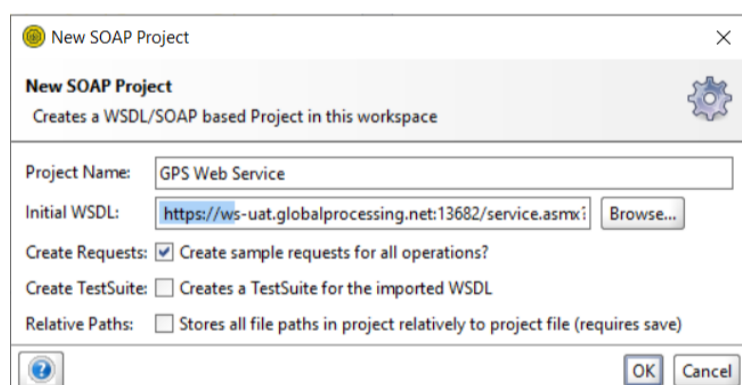 New SOAP Project
New SOAP Project
Creates a WSDL/SOAP based Project in this workspace
Project Name: GPS Web Service
Initial WSDL: https://ws-uat.globalprocessing.net:13682/service.asmx? Browse...
Create Requests: Create sample requests for all operations?
Create TestSuite: Creates a TestSuite for the imported WSDL
Relative Paths: Stores all file paths in project relatively to project file (requires save)
? OK Cancel